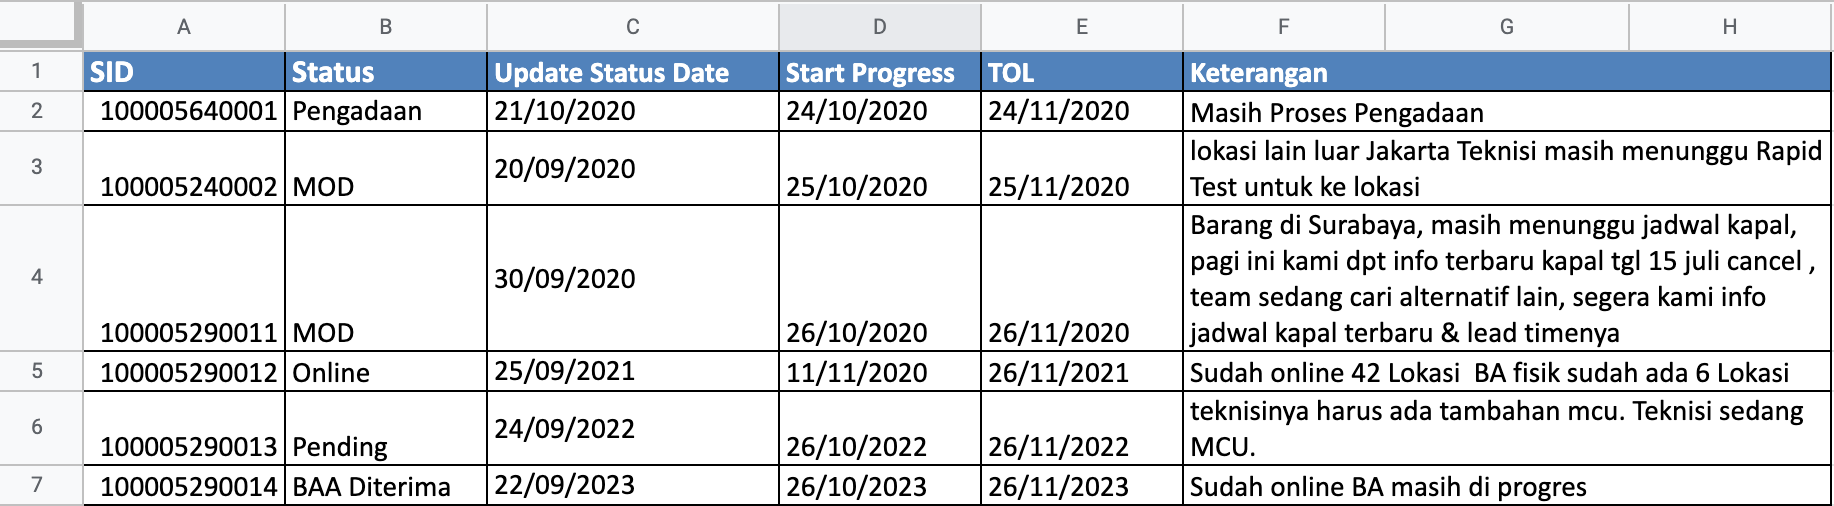 A B C D E F G H
1 SID Status Update Status Date Start Progress TOL Keterangan
2 100005640001 Pengadaan 21/10/2020 24/10/2020 24/11/2020 Masih Proses Pengadaan
3 100005240002 MOD 20/09/2020 25/10/2020 25/11/2020 lokasi lain luar Jakarta Teknisi masih menunggu Rapid
Test untuk ke lokasi
4 100005290011 MOD 30/09/2020 26/10/2020 26/11/2020 Barang di Surabaya, masih menunggu jadwal kapal,
pagi ini kami dpt info terbaru kapal tgl 15 juli cancel ,
team sedang cari alternatif lain, segera kami info
jadwal kapal terbaru & lead timenya
5 100005290012 Online 25/09/2021 11/11/2020 26/11/2021 Sudah online 42 Lokasi  BA fisik sudah ada 6 Lokasi
6 100005290013 Pending 24/09/2022 26/10/2022 26/11/2022 teknisinya harus ada tambahan mcu. Teknisi sedang
MCU.
7 100005290014 BAA Diterima 22/09/2023 26/10/2023 26/11/2023 Sudah online BA masih di progres